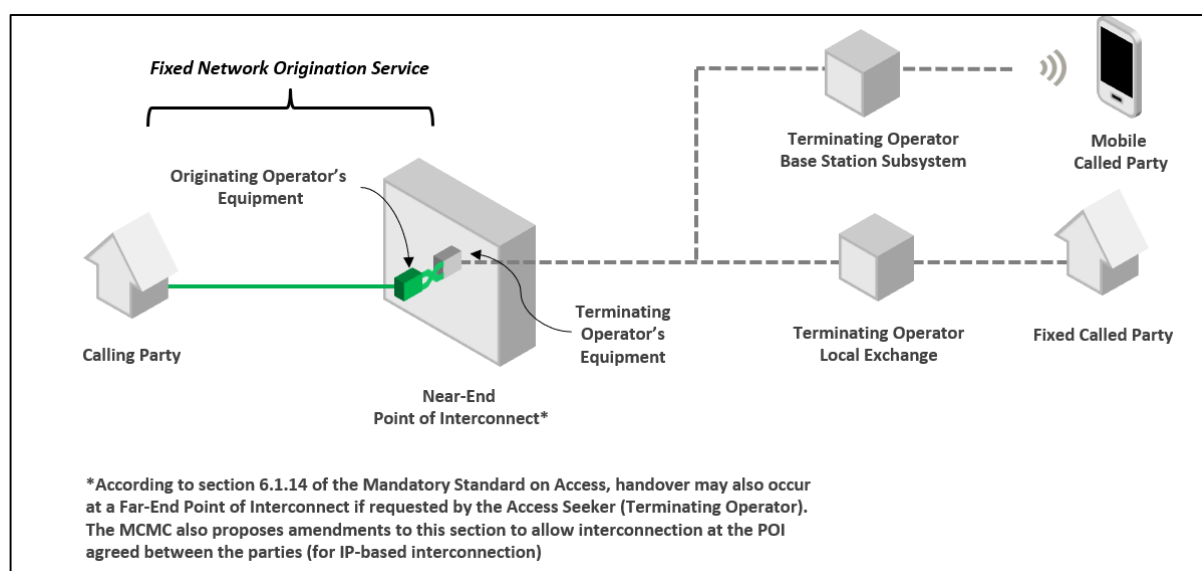 Fixed Network Origination Service
Originating Operator's
Equipment
Calling Party
Near-End
Point of Interconnect*
Terminating
Operator's
Equipment
Terminating Operator
Base Station Subsystem
Mobile
Called Party
Terminating Operator
Local Exchange
Fixed Called Party
*According to section 6.1.14 of the Mandatory Standard on Access, handover may also occur
at a Far-End Point of Interconnect if requested by the Access Seeker (Terminating Operator).
The MCMC also proposes amendments to this section to allow interconnection at the POI
agreed between the parties (for IP-based interconnection)